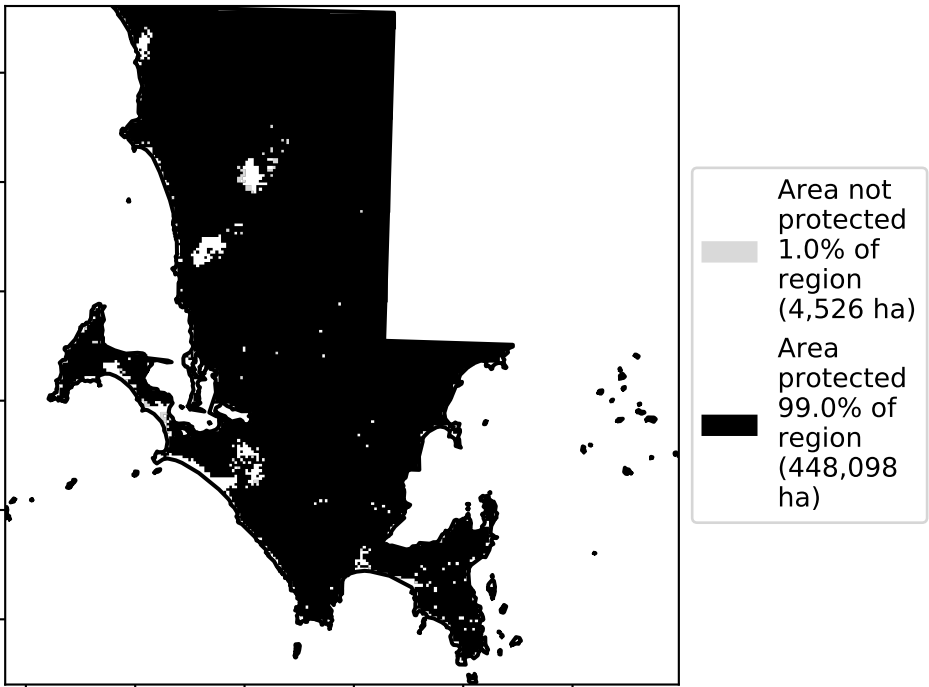 Area not
protected
1.0% of
region
(4,526 ha)
Area
protected
99.0% of
region
(448,098
ha)